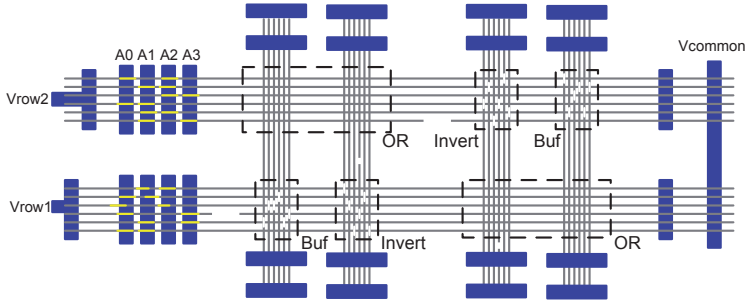 A0 A1 A2 A3
Vcommon
Vrow2
OR Invert Buf
Vrow1
Buf Invert OR